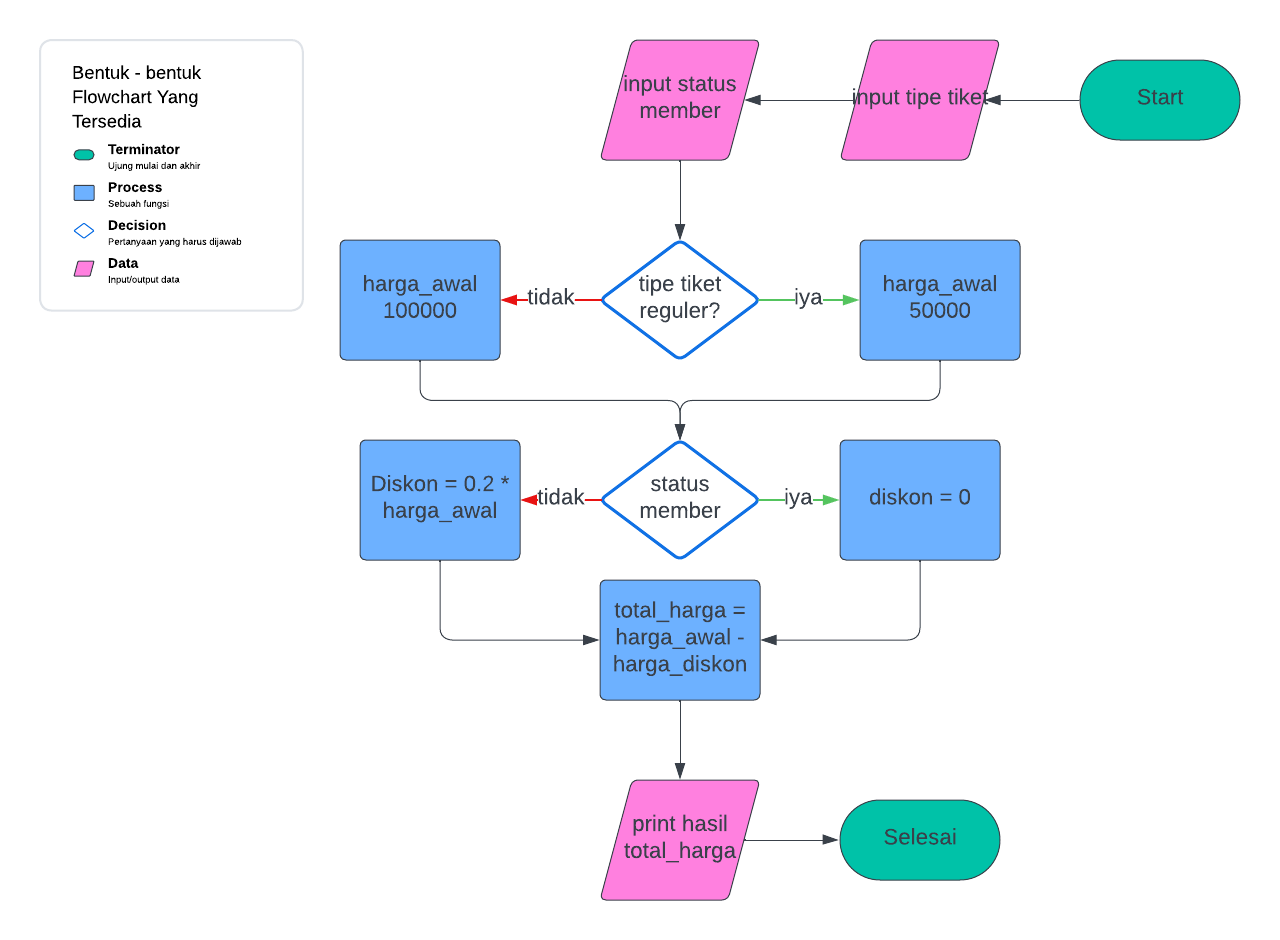 Bentuk - bentuk
Flowchart Yang
Tersedia
Terminator
Ujung mulai dan akhir
Process
Sebuah fungsi
Decision
Pertanyaan yang harus dijawab
Data
Input/output data
Start
input tipe tiket
input status
member
tipe tiket
reguler?
tidak
iya
harga_awal
100000
harga_awal
50000
status
member
tidak
iya
Diskon = 0.2 *
harga_awal
diskon = 0
total_harga =
harga_awal -
harga_diskon
print hasil
total_harga
Selesai